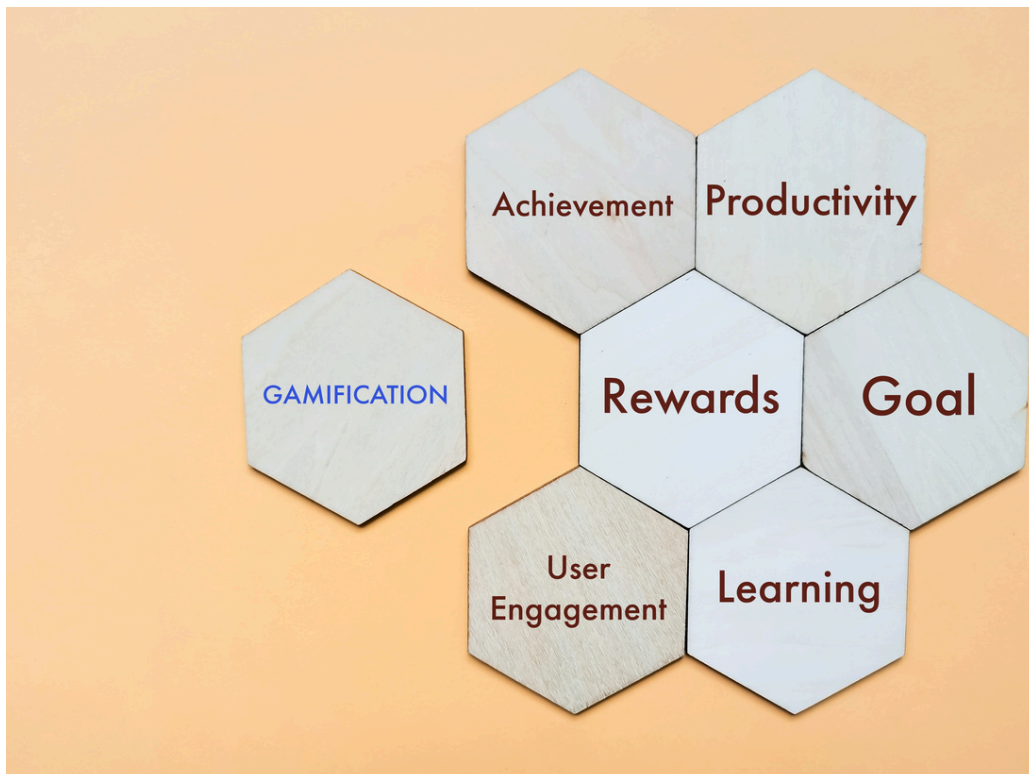 Achievement
Productivity
GAMIFICATION
Rewards
Goal
User
Engagement
Learning